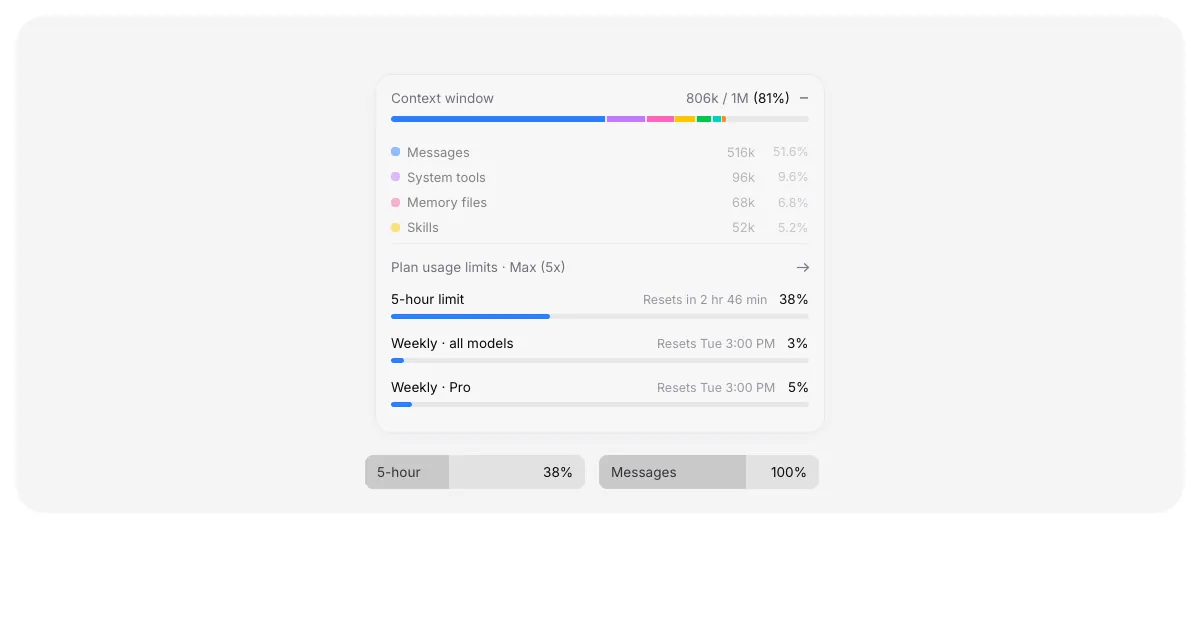 Context window 806k / 1M (81%) –
Messages 516k 51.6%
System tools 96k 9.6%
Memory files 68k 6.8%
Skills 52k 5.2%
Plan usage limits · Max (5x) →
5-hour limit Resets in 2 hr 46 min 38%
Weekly · all models Resets Tue 3:00 PM 3%
Weekly · Pro Resets Tue 3:00 PM 5%
5-hour 38% Messages 100%